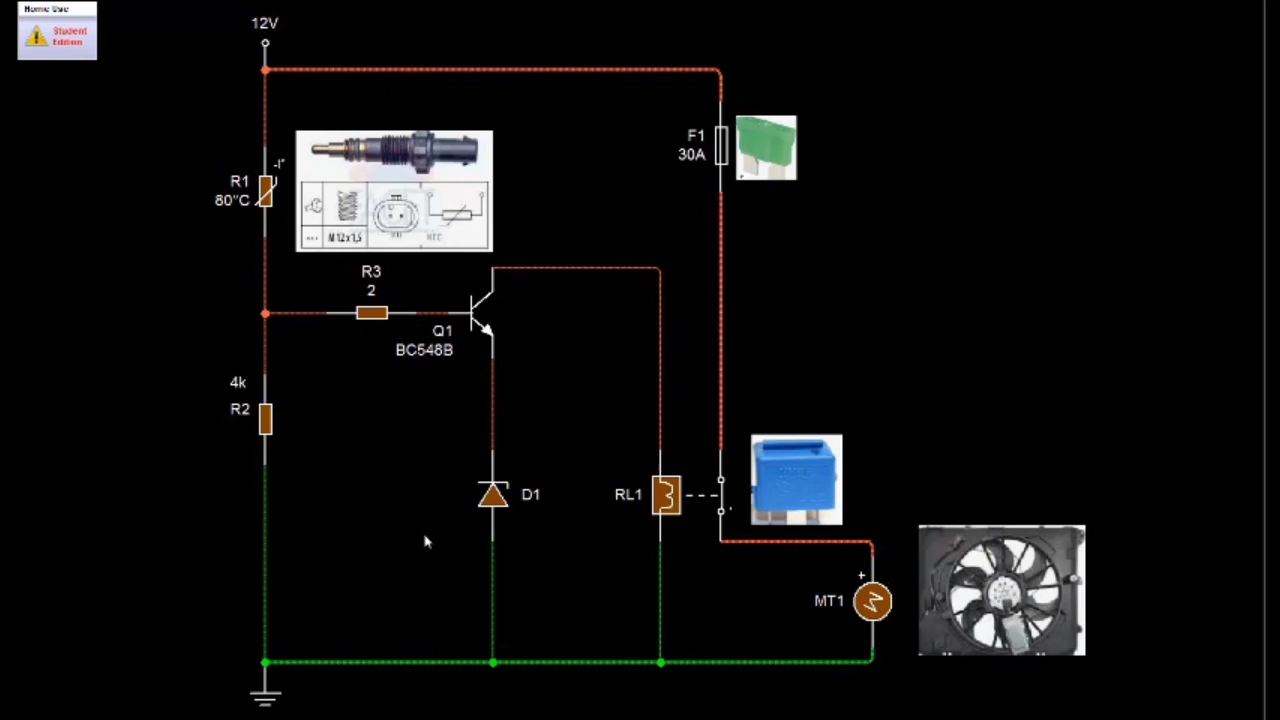 Home Use
Student
Edition
12V
F1
30A
-t°
R1
80°C
M12x1,5
NTC
R3
2
Q1
BC548B
4k
R2
D1
RL1
+
MT1